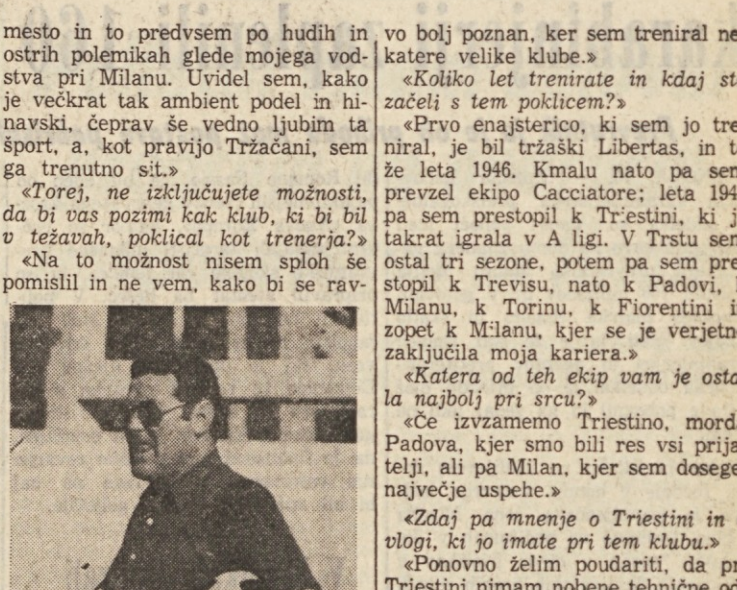 mesto in to predvsem po hudih in
ostrih polemikah glede mojega vod-
stva pri Milanu. Uvidel sem, kako
je večkrat tak ambient podel in hi-
navski, čeprav še vedno ljubim ta
šport, a, kot pravijo Tržačani, sem
ga trenutno sit.»
«Torej, ne izključujete možnosti,
da bi vas pozimi kak klub, ki bi bil
v težavah, poklical kot trenerja?»
«Na to možnost nisem sploh še
pomislil in ne vem, kako bi se rav-
vo bolj poznan, ker sem treniral ne
katere velike klube.»
«Koliko let trenirate in kdaj st
začeli s tem poklicem?»
«Prvo enajsterico, ki sem jo tre
niral, je bil tržaški Libertas, in t
že leta 1946. Kmalu nato pa sem
prevzel ekipo Cacciatore; leta 194
pa sem prestopil k Triestini, ki j
takrat igrala v A ligi. V Trstu sem
ostal tri sezone, potem pa sem pre
stopil k Trevisu, nato k Padovi,
Milanu, k Torinu, k Fiorentini i
zopet k Milanu, kjer se je verjetn
zaključila moja kariera.»
«Katera od teh ekip vam je osta
la najbolj pri srcu?»
«Če izvzamemo Triestino, mord
Padova, kjer smo bili res vsi prija
telji, ali pa Milan, kjer sem dosege
največje uspehe.»
«Zdaj pa mnenje o Triestini in
vlogi, ki jo imate pri tem klubu.»
«Ponovno želim poudariti, da pr
Triestini nimam nobene tehnične od